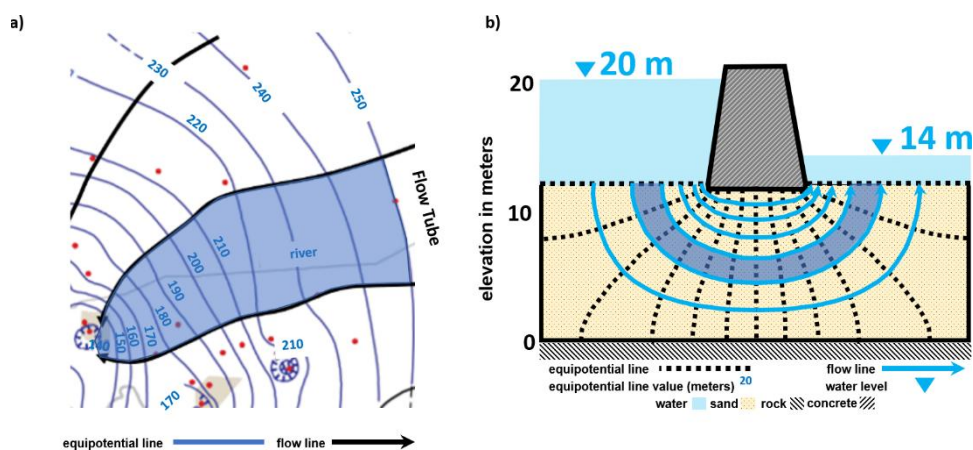 a)
230
240
250
220
210
200
190
180
170
160
150
140
river
Flow Tube
210
170
equipotential line
flow line
b)
20 m
14 m
20
10
0
elevation in meters
equipotential line
flow line
equipotential line value (meters) 20
water level
water
sand
rock
concrete